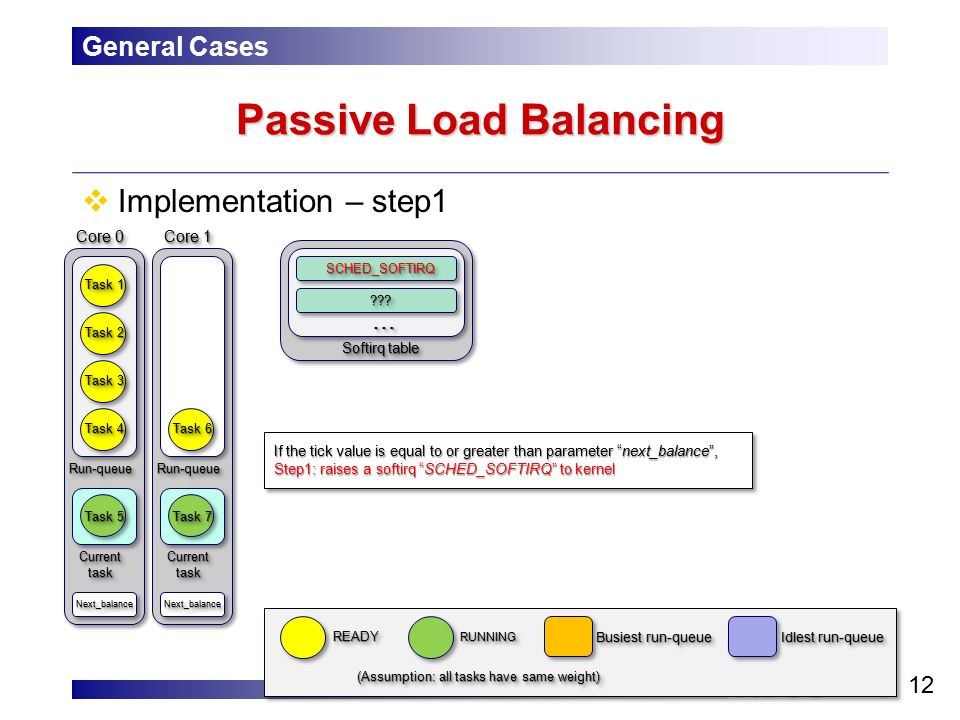 General Cases
Passive Load Balancing
Implementation – step1
Core 0
Core 1
Task 1
Task 2
Task 3
Task 4
Task 6
Run-queue
Run-queue
Task 5
Task 7
Current
task
Current
task
Next_balance
Next_balance
SCHED_SOFTIRQ
???
...
Softirq table
If the tick value is equal to or greater than parameter “next_balance”,
Step1: raises a softirq “SCHED_SOFTIRQ” to kernel
READY
RUNNING
Busiest run-queue
Idlest run-queue
(Assumption: all tasks have same weight)
12